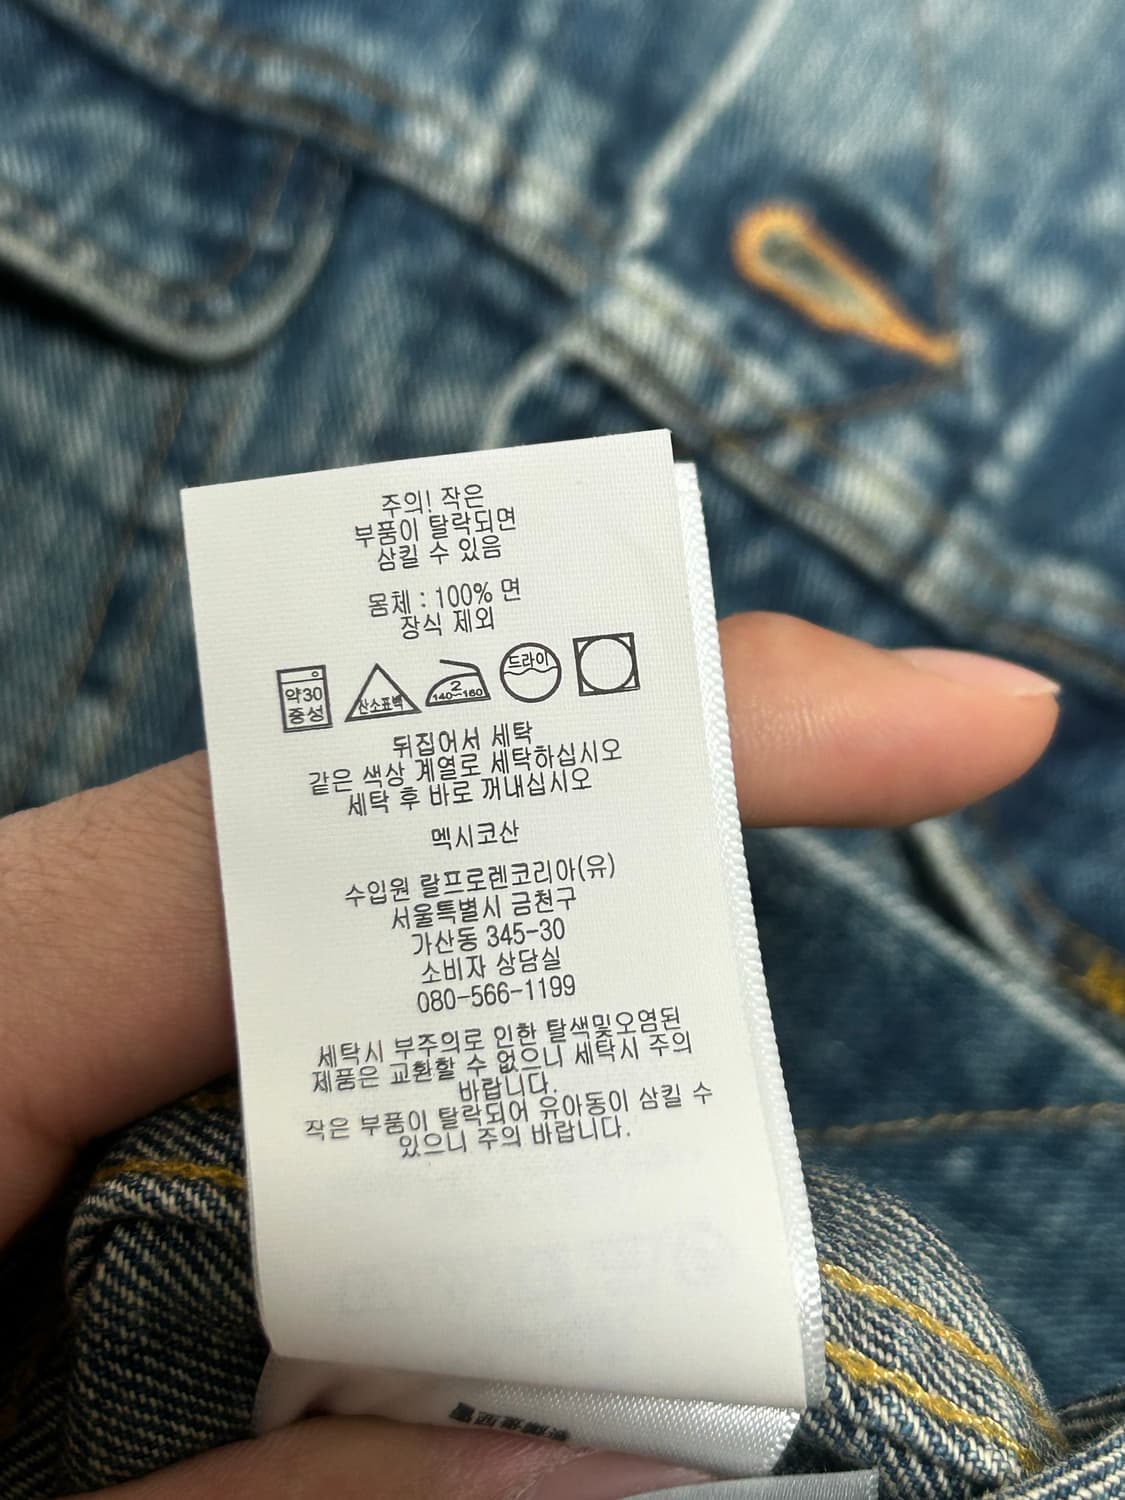 주의! 작은
부품이 탈락되면
삼킬 수 있음
몸체 : 100% 면
장식 제외
약30
중성
산소표백
2
140~160
드라이
뒤집어서 세탁
같은 색상 계열로 세탁하십시오
세탁 후 바로 꺼내십시오
멕시코산
수입원 랄프로렌코리아(유)
서울특별시 금천구
가산동 345-30
소비자 상담실
080-566-1199
세탁시 부주의로 인한 탈색및오염된
제품은 교환할 수 없으니 세탁시 주의
바랍니다.
작은 부품이 탈락되어 유아동이 삼킬 수
있으니 주의 바랍니다.